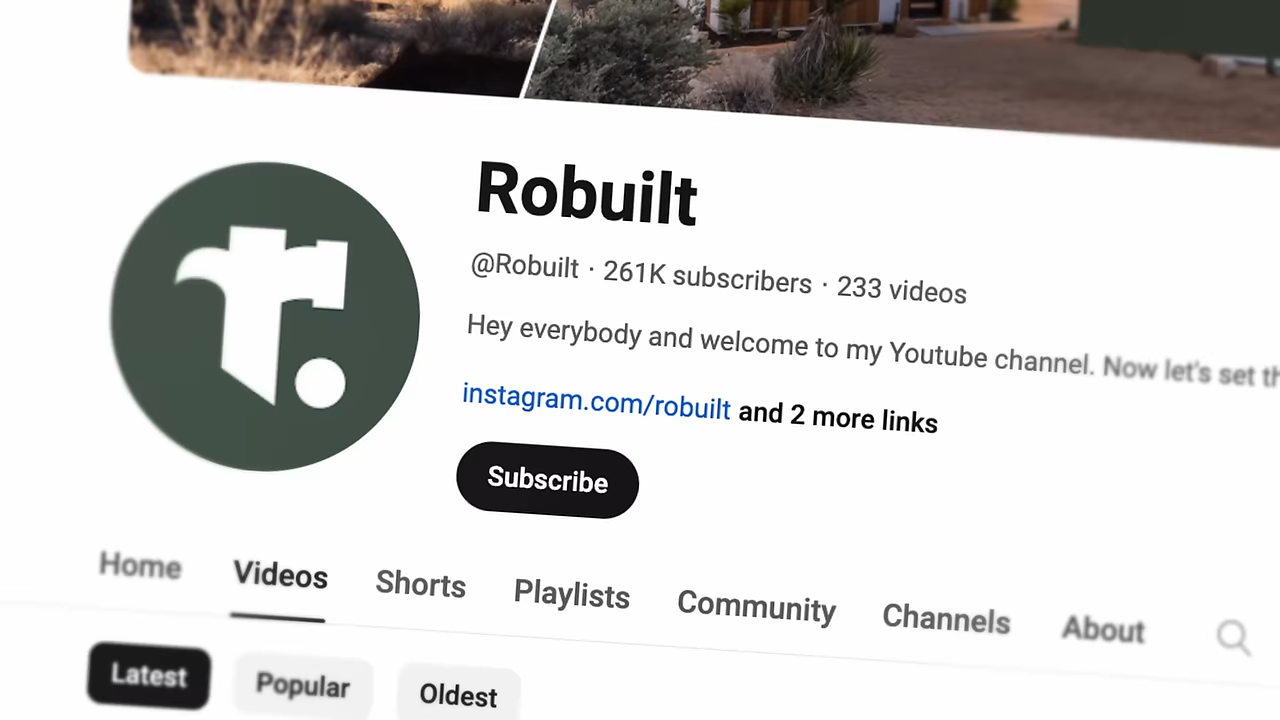 Robuilt
@Robuilt · 261K subscribers · 233 videos
Hey everybody and welcome to my Youtube channel. Now let's set
instagram.com/robuilt and 2 more links
Subscribe
Home Videos Shorts Playlists Community Channels About
Latest Popular Oldest